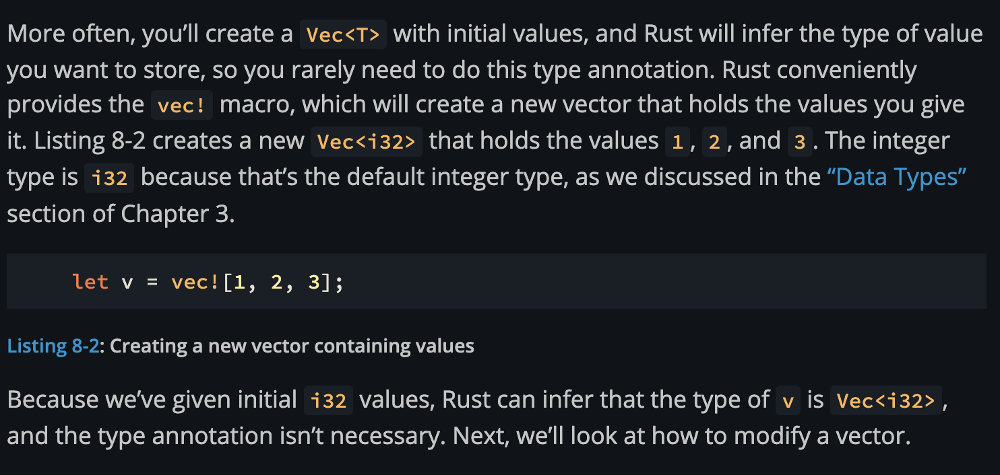 More often, you’ll create a Vec<T> with initial values, and Rust will infer the type of value
you want to store, so you rarely need to do this type annotation. Rust conveniently
provides the vec! macro, which will create a new vector that holds the values you give
it. Listing 8-2 creates a new Vec<i32> that holds the values 1, 2, and 3. The integer
type is i32 because that’s the default integer type, as we discussed in the “Data Types”
section of Chapter 3.
let v = vec![1, 2, 3];
Listing 8-2: Creating a new vector containing values
Because we’ve given initial i32 values, Rust can infer that the type of v is Vec<i32>,
and the type annotation isn’t necessary. Next, we’ll look at how to modify a vector.